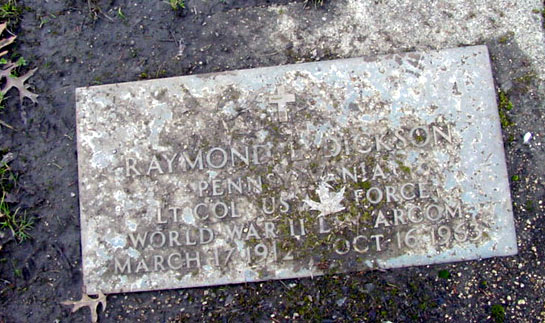 RAYMOND L DICKSON
PENNSYLVANIA
LT COL US FORCE
WORLD WAR II ARCOM
MARCH 17 1912 OCT 16